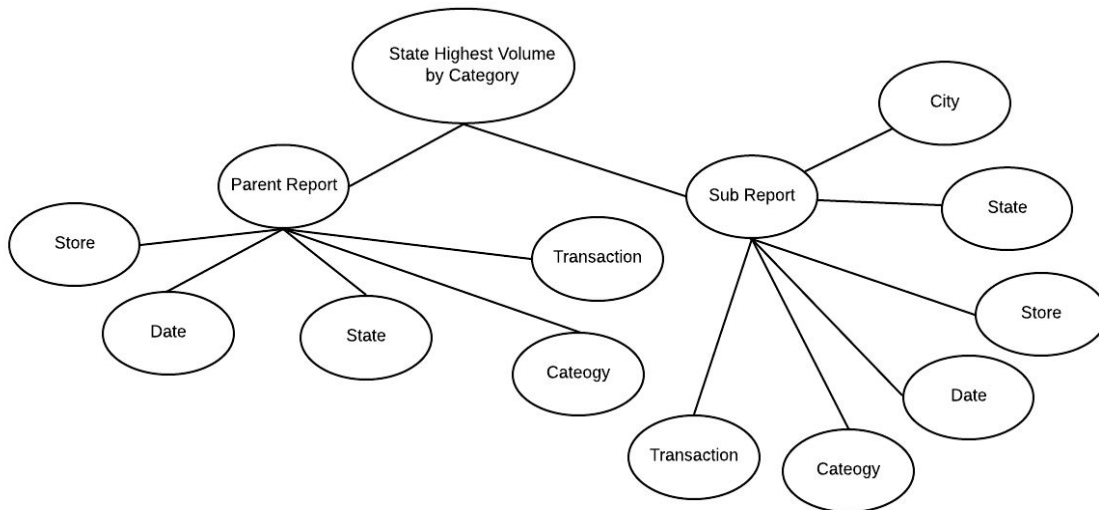 State Highest Volume
by Category
City
Parent Report
Sub Report
State
Store
Transaction
Date
State
Store
Cateogy
Date
Transaction
Cateogy